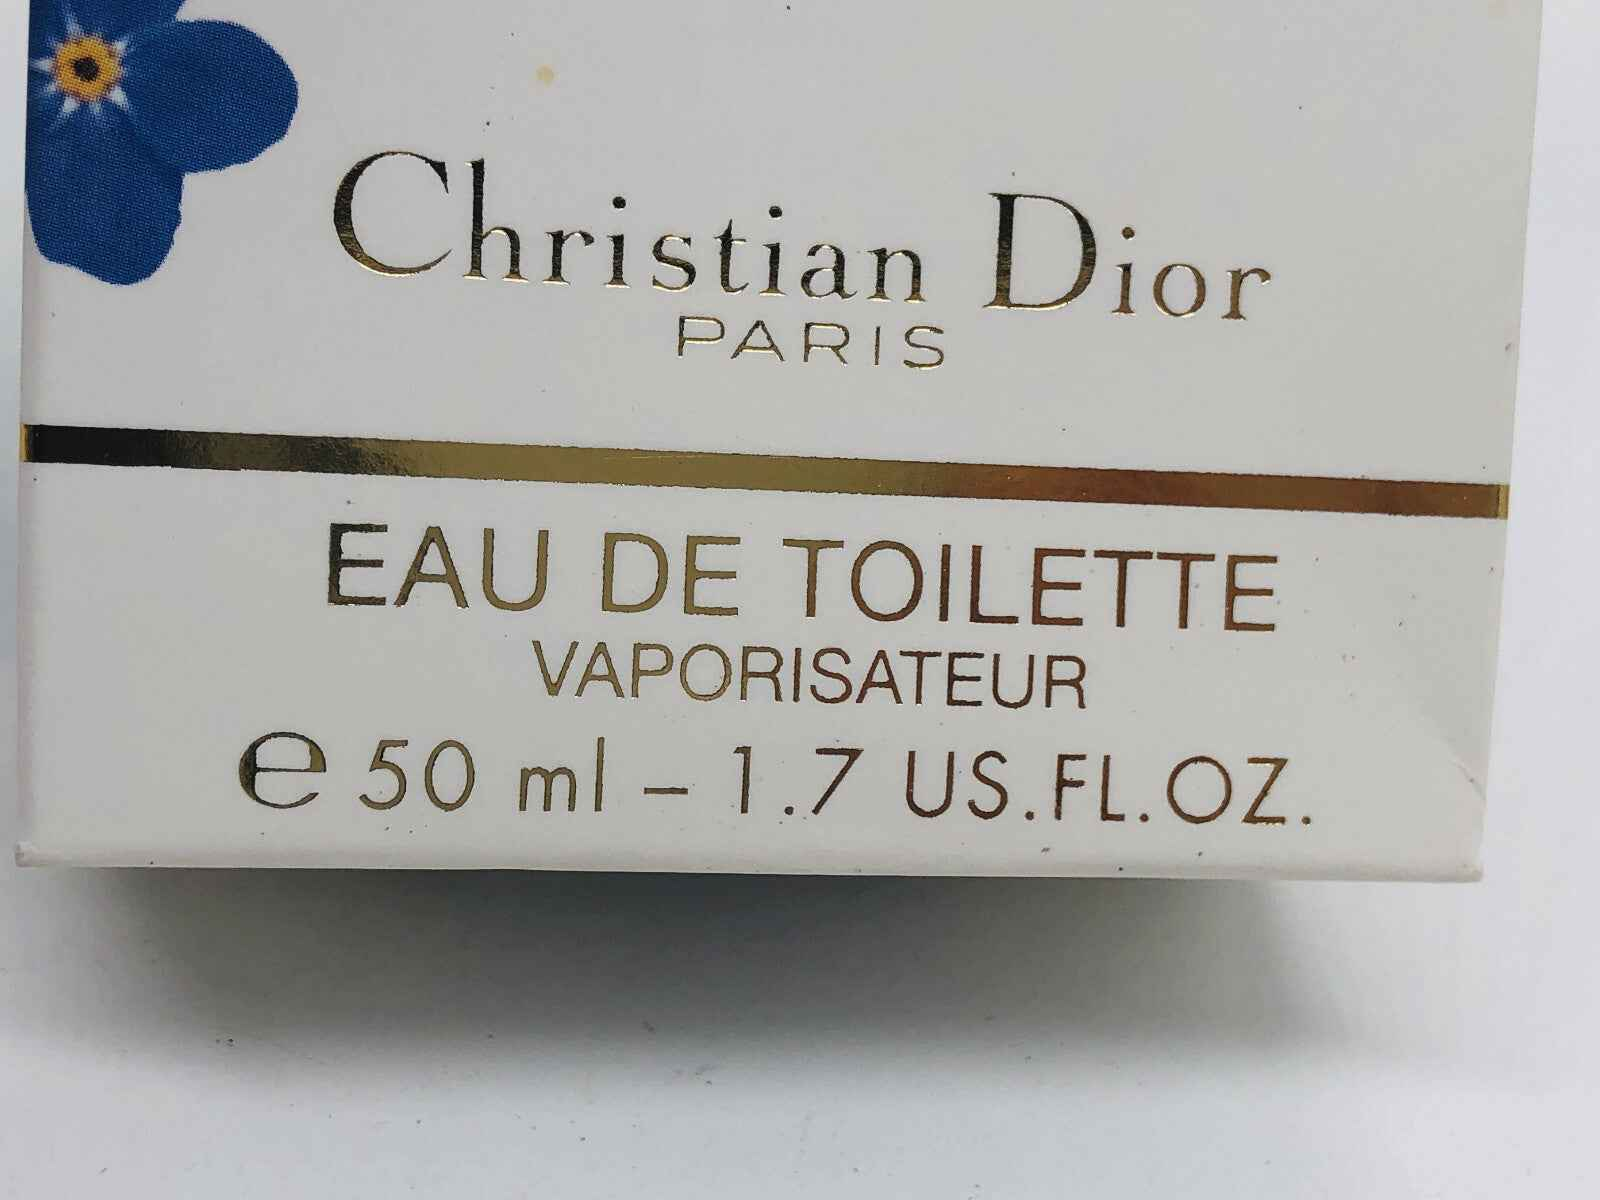 Christian Dior
PARIS
EAU DE TOILETTE
VAPORISATEUR
℮ 50 ml – 1.7 US.FL.OZ.